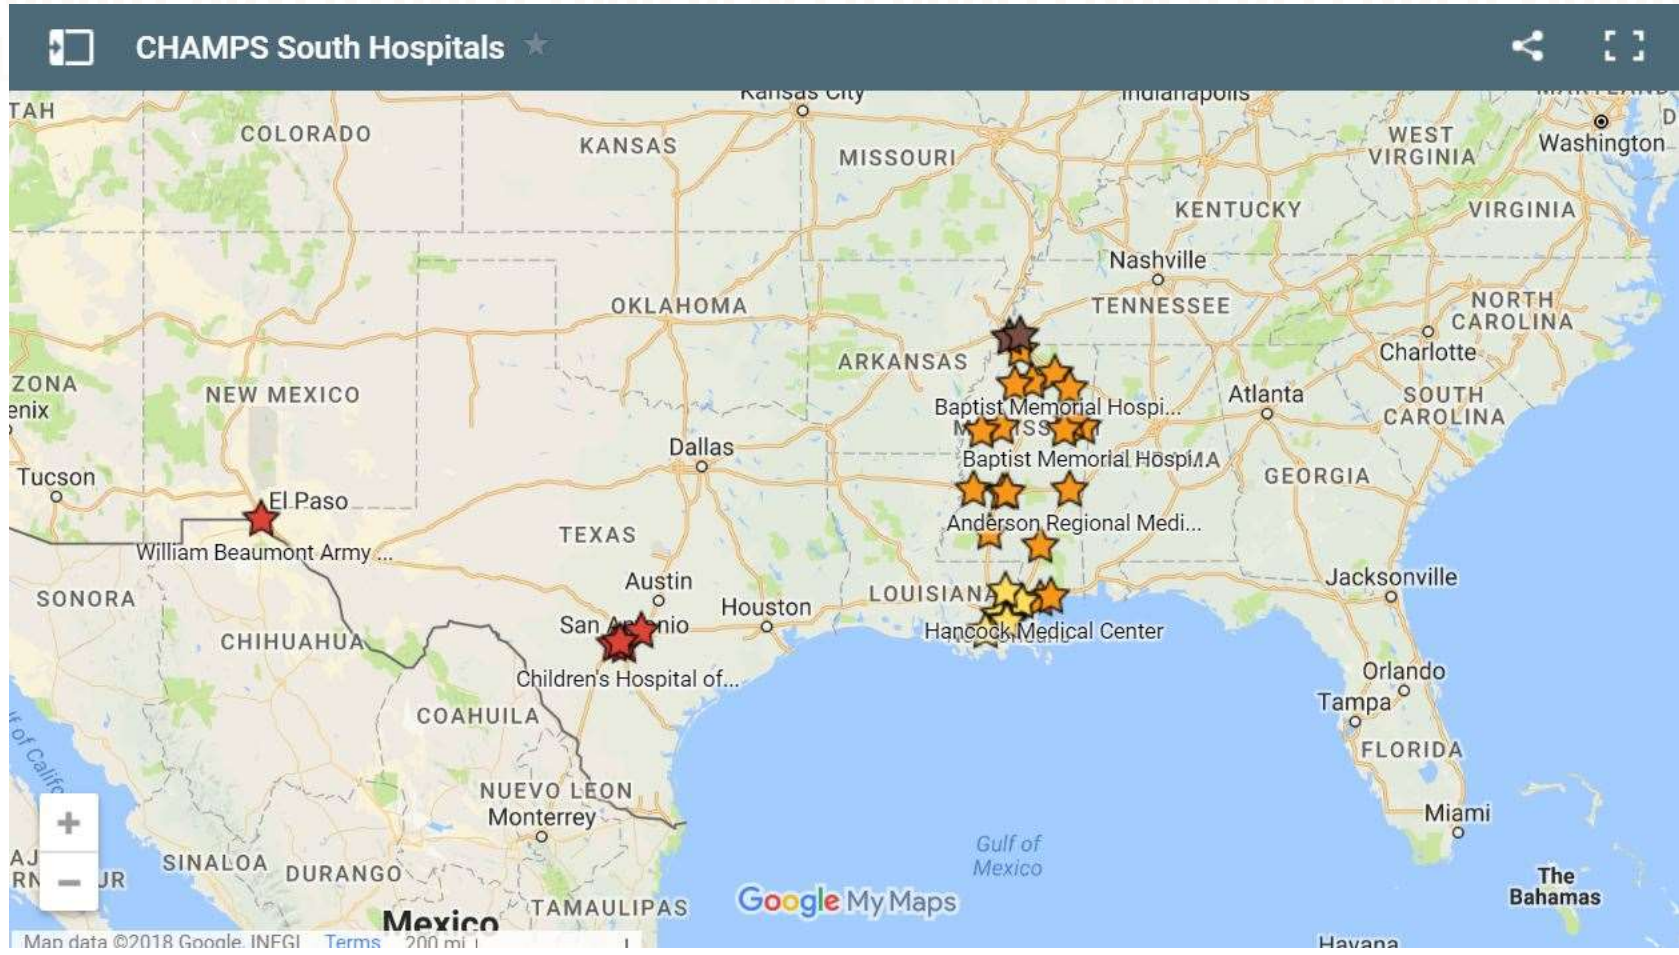 CHAMPS South Hospitals
Kansas City
Indianapolis
TAH
COLORADO
KANSAS
MISSOURI
WEST
VIRGINIA
Washington
D
KENTUCKY
VIRGINIA
Nashville
OKLAHOMA
TENNESSEE
NORTH
CAROLINA
Charlotte
ARKANSAS
ZONA
enix
NEW MEXICO
Atlanta
SOUTH
CAROLINA
Baptist Memorial Hospi...
Dallas
Baptist Memorial Hospi...
Tucson
GEORGIA
El Paso
Anderson Regional Medi...
TEXAS
William Beaumont Army ...
Austin
Jacksonville
SONORA
LOUISIANA
Houston
San Antonio
Hancock Medical Center
CHIHUAHUA
Children's Hospital of...
Orlando
Tampa
COAHUILA
FLORIDA
NUEVO LEON
Monterrey
Miami
Gulf of
Mexico
SINALOA
DURANGO
The
Bahamas
Google My Maps
TAMAULIPAS
Mexico
Map data ©2018 Google, INEGI Terms 200 mi
Havana